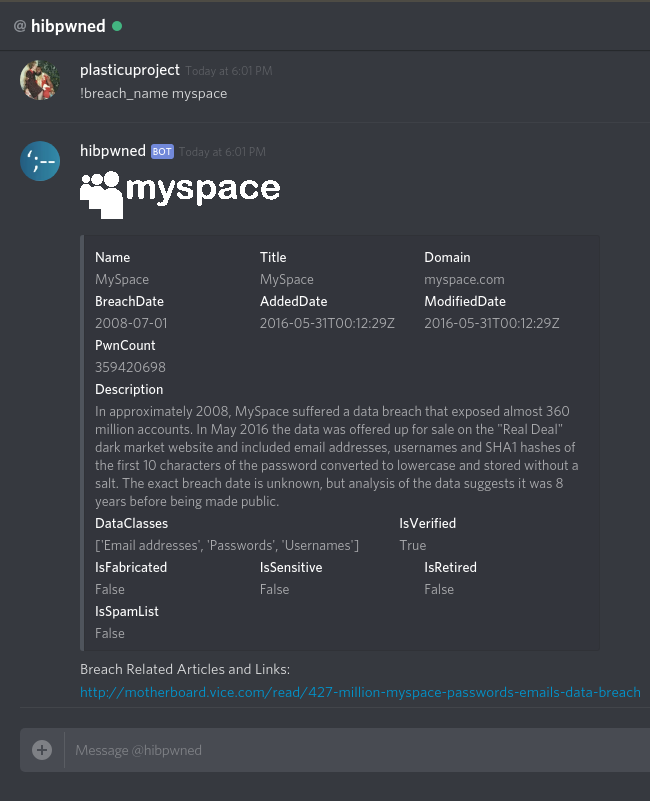 @ hibpwned
plasticuproject Today at 6:01 PM
!breach_name myspace
';--
hibpwned BOT Today at 6:01 PM
myspace
Name Title Domain
MySpace MySpace myspace.com
BreachDate AddedDate ModifiedDate
2008-07-01 2016-05-31T00:12:29Z 2016-05-31T00:12:29Z
PwnCount
359420698
Description
In approximately 2008, MySpace suffered a data breach that exposed almost 360
million accounts. In May 2016 the data was offered up for sale on the "Real Deal"
dark market website and included email addresses, usernames and SHA1 hashes of
the first 10 characters of the password converted to lowercase and stored without a
salt. The exact breach date is unknown, but analysis of the data suggests it was 8
years before being made public.
DataClasses IsVerified
['Email addresses', 'Passwords', 'Usernames'] True
IsFabricated IsSensitive IsRetired
False False False
IsSpamList
False
Breach Related Articles and Links:
http://motherboard.vice.com/read/427-million-myspace-passwords-emails-data-breach
Message @hibpwned